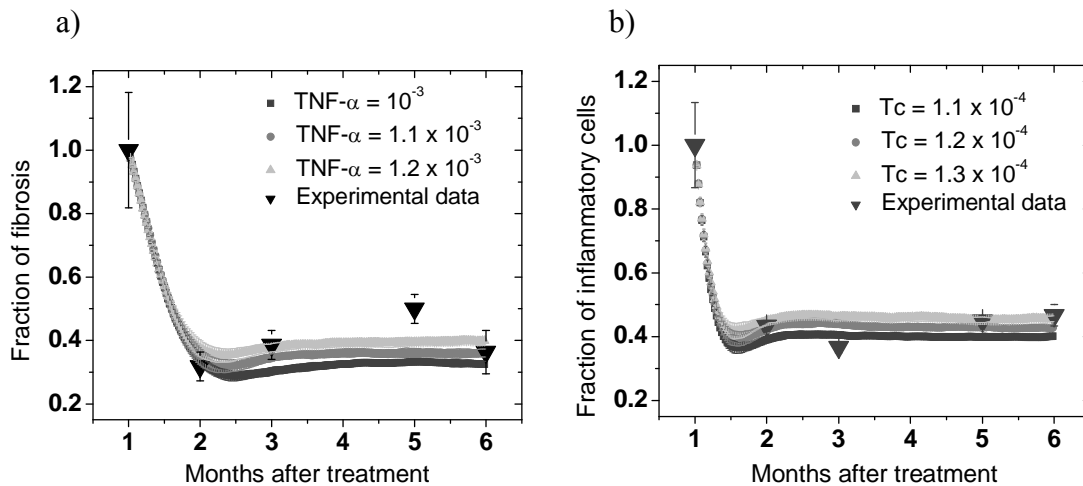 a)
1.2
1.0
0.8
0.6
0.4
0.2
Fraction of fibrosis
TNF-α = 10⁻³
TNF-α = 1.1 x 10⁻³
TNF-α = 1.2 x 10⁻³
Experimental data
1 2 3 4 5 6
Months after treatment
b)
1.2
1.0
0.8
0.6
0.4
0.2
Fraction of inflammatory cells
Tc = 1.1 x 10⁻⁴
Tc = 1.2 x 10⁻⁴
Tc = 1.3 x 10⁻⁴
Experimental data
1 2 3 4 5 6
Months after treatment